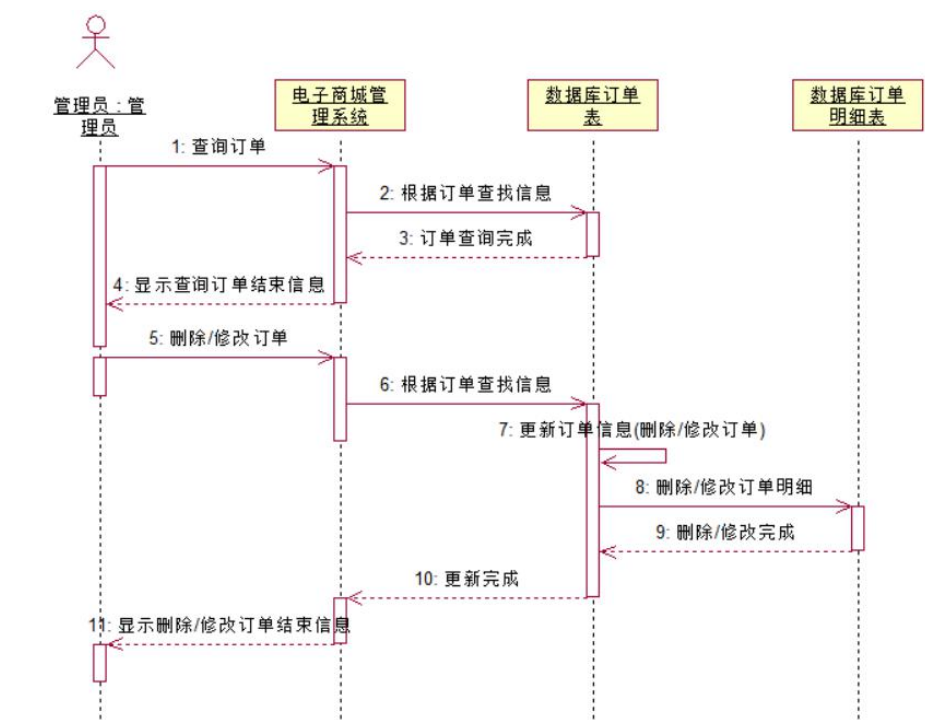 管理员 : 管
理员
电子商城管
理系统
数据库订单
表
数据库订单
明细表
1: 查询订单
2: 根据订单查找信息
3: 订单查询完成
4: 显示查询订单结束信息
5: 删除/修改订单
6: 根据订单查找信息
7: 更新订单信息(删除/修改订单)
8: 删除/修改订单明细
9: 删除/修改完成
10: 更新完成
11: 显示删除/修改订单结束信息